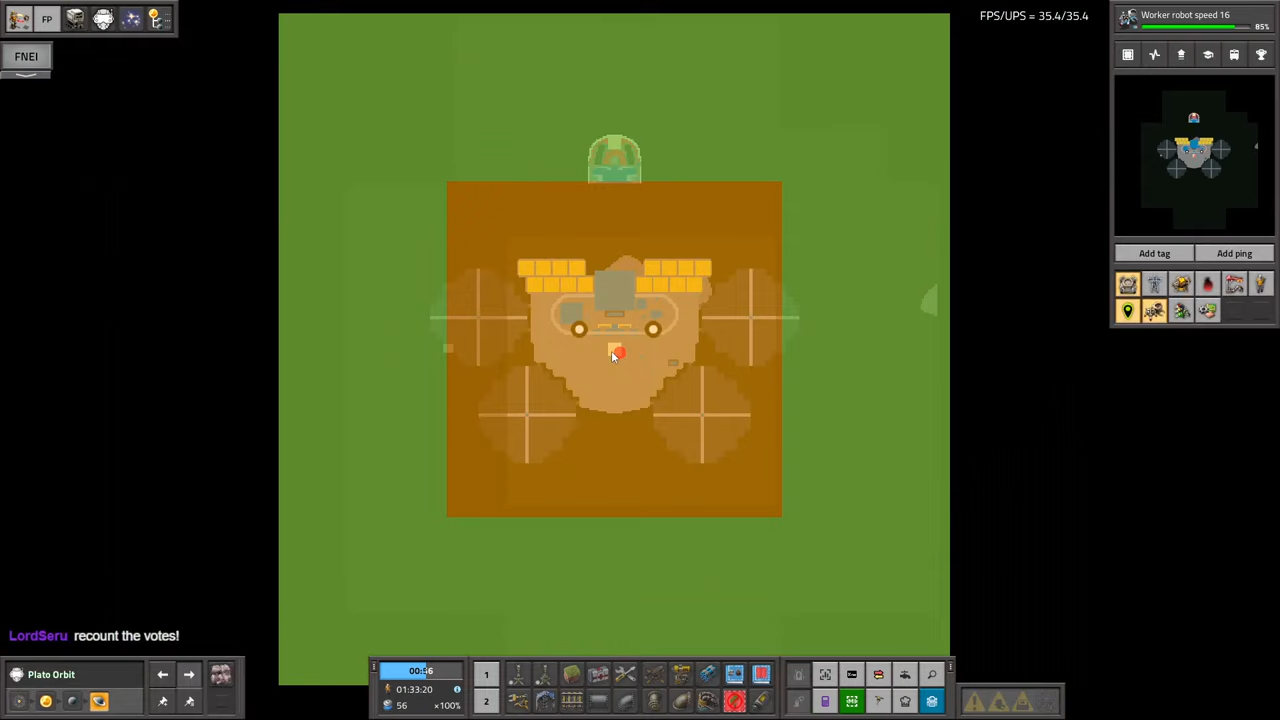 FP
FPS/UPS = 35.4/35.4
Worker robot speed 16
85%
FNEI
Add tag
Add ping
LordSeru recount the votes!
Plato Orbit
1
01:33:20
56
×100%
2